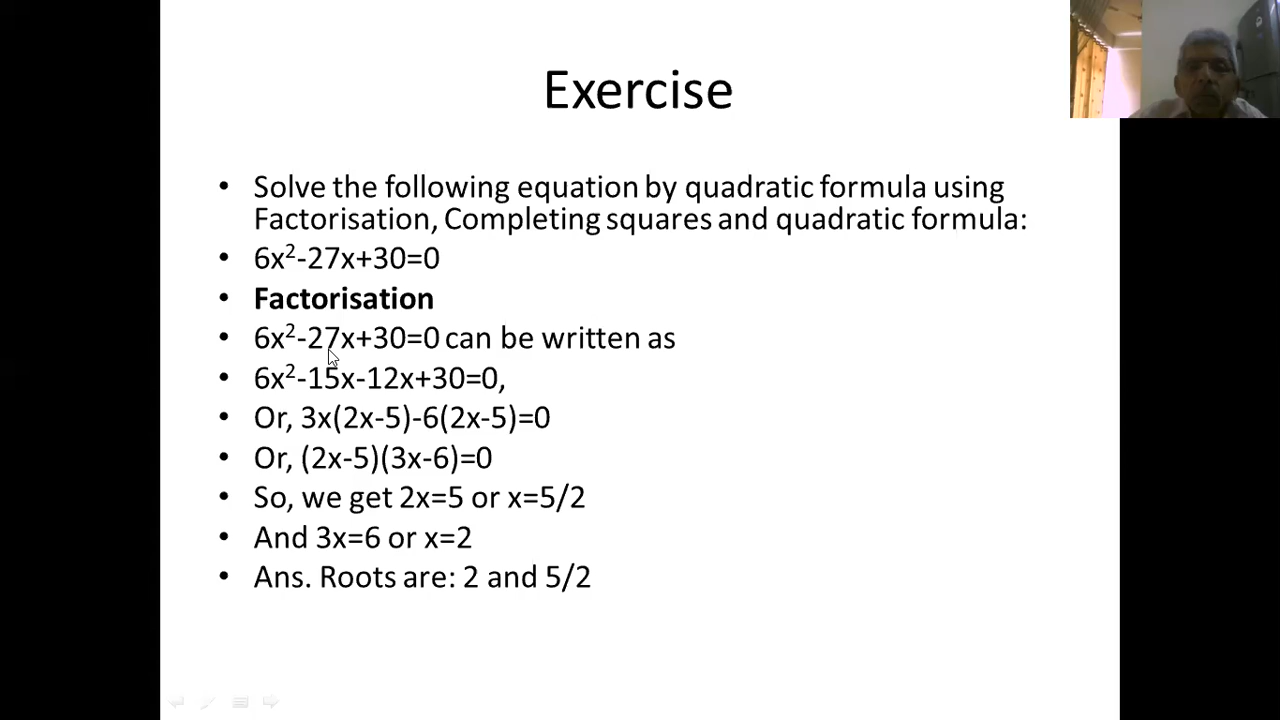 Exercise
• Solve the following equation by quadratic formula using
Factorisation, Completing squares and quadratic formula:
• 6x²-27x+30=0
• Factorisation
• 6x²-27x+30=0 can be written as
• 6x²-15x-12x+30=0,
• Or, 3x(2x-5)-6(2x-5)=0
• Or, (2x-5)(3x-6)=0
• So, we get 2x=5 or x=5/2
• And 3x=6 or x=2
• Ans. Roots are: 2 and 5/2